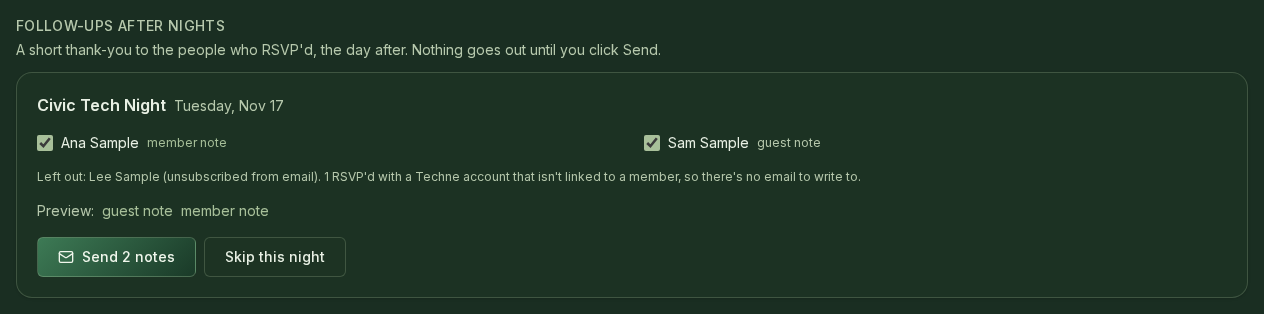 FOLLOW-UPS AFTER NIGHTS
A short thank-you to the people who RSVP'd, the day after. Nothing goes out until you click Send.
Civic Tech Night Tuesday, Nov 17
Ana Sample member note Sam Sample guest note
Left out: Lee Sample (unsubscribed from email). 1 RSVP'd with a Techne account that isn't linked to a member, so there's no email to write to.
Preview: guest note member note
Send 2 notes Skip this night